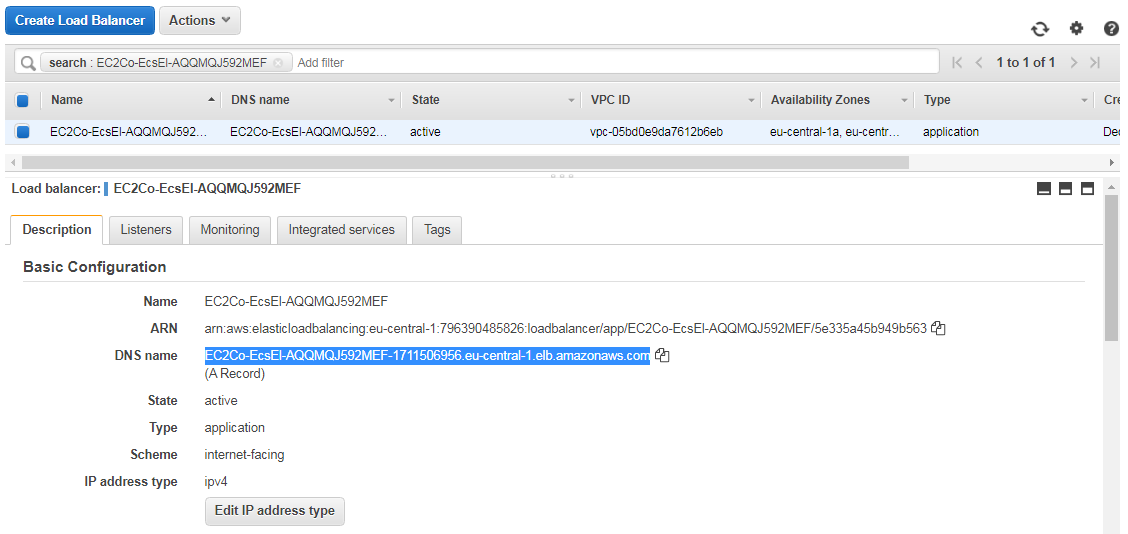 Create Load Balancer Actions
search : EC2Co-EcsEl-AQQMQJ592MEF Add filter 1 to 1 of 1
Name DNS name State VPC ID Availability Zones Type Cre
EC2Co-EcsEl-AQQMQJ592... EC2Co-EcsEl-AQQMQJ592... active vpc-05bd0e9da7612b6eb eu-central-1a, eu-centr... application Dec
Load balancer: EC2Co-EcsEl-AQQMQJ592MEF
Description Listeners Monitoring Integrated services Tags
Basic Configuration
Name EC2Co-EcsEl-AQQMQJ592MEF
ARN arn:aws:elasticloadbalancing:eu-central-1:796390485826:loadbalancer/app/EC2Co-EcsEl-AQQMQJ592MEF/5e335a45b949b563
DNS name EC2Co-EcsEl-AQQMQJ592MEF-1711506956.eu-central-1.elb.amazonaws.com
(A Record)
State active
Type application
Scheme internet-facing
IP address type ipv4
Edit IP address type